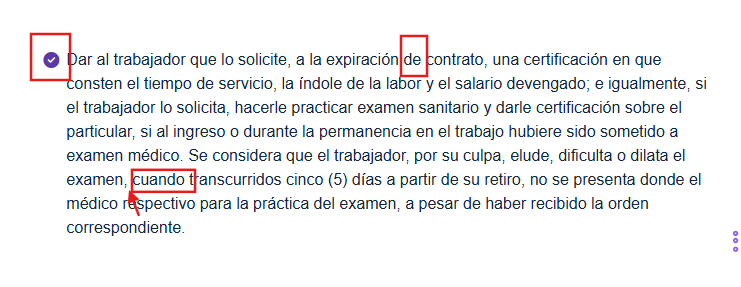 Dar al trabajador que lo solicite, a la expiración de contrato, una certificación en que
consten el tiempo de servicio, la índole de la labor y el salario devengado; e igualmente, si
el trabajador lo solicita, hacerle practicar examen sanitario y darle certificación sobre el
particular, si al ingreso o durante la permanencia en el trabajo hubiere sido sometido a
examen médico. Se considera que el trabajador, por su culpa, elude, dificulta o dilata el
examen, cuando transcurridos cinco (5) días a partir de su retiro, no se presenta donde el
médico respectivo para la práctica del examen, a pesar de haber recibido la orden
correspondiente.